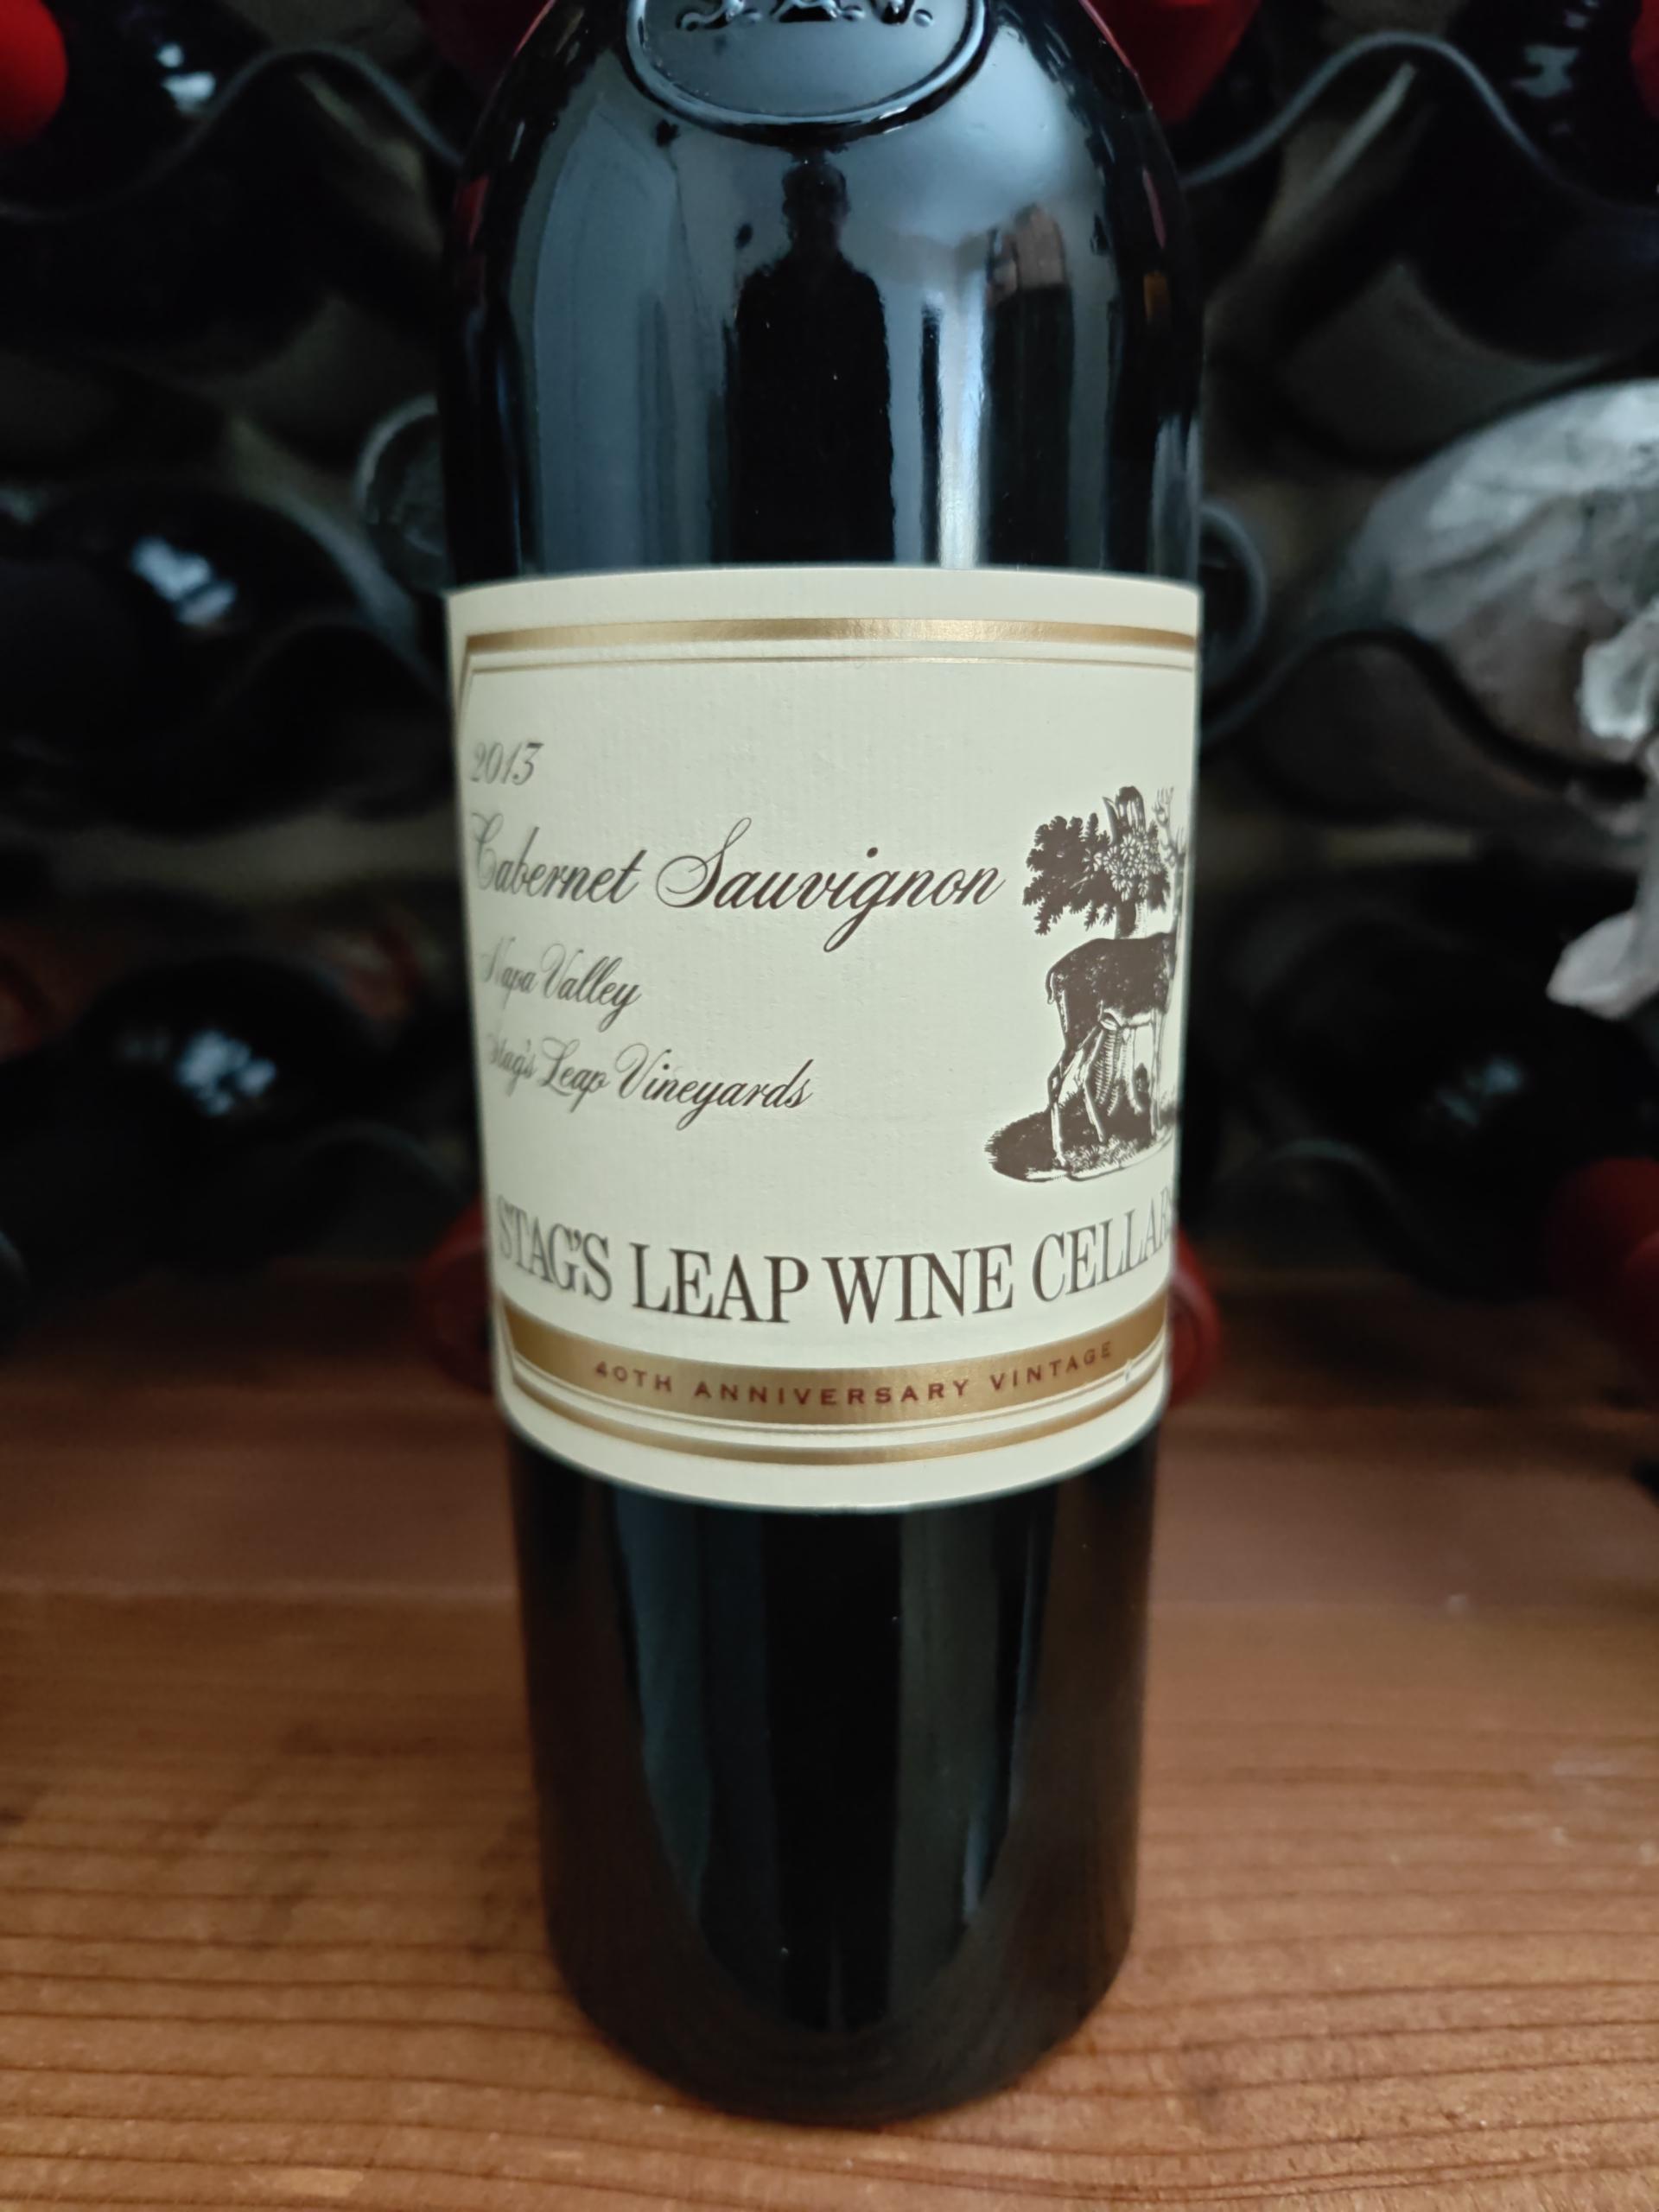 2013
Cabernet Sauvignon
Napa Valley
Stag's Leap Vineyards
STAG'S LEAP WINE CELLARS
40TH ANNIVERSARY VINTAGE